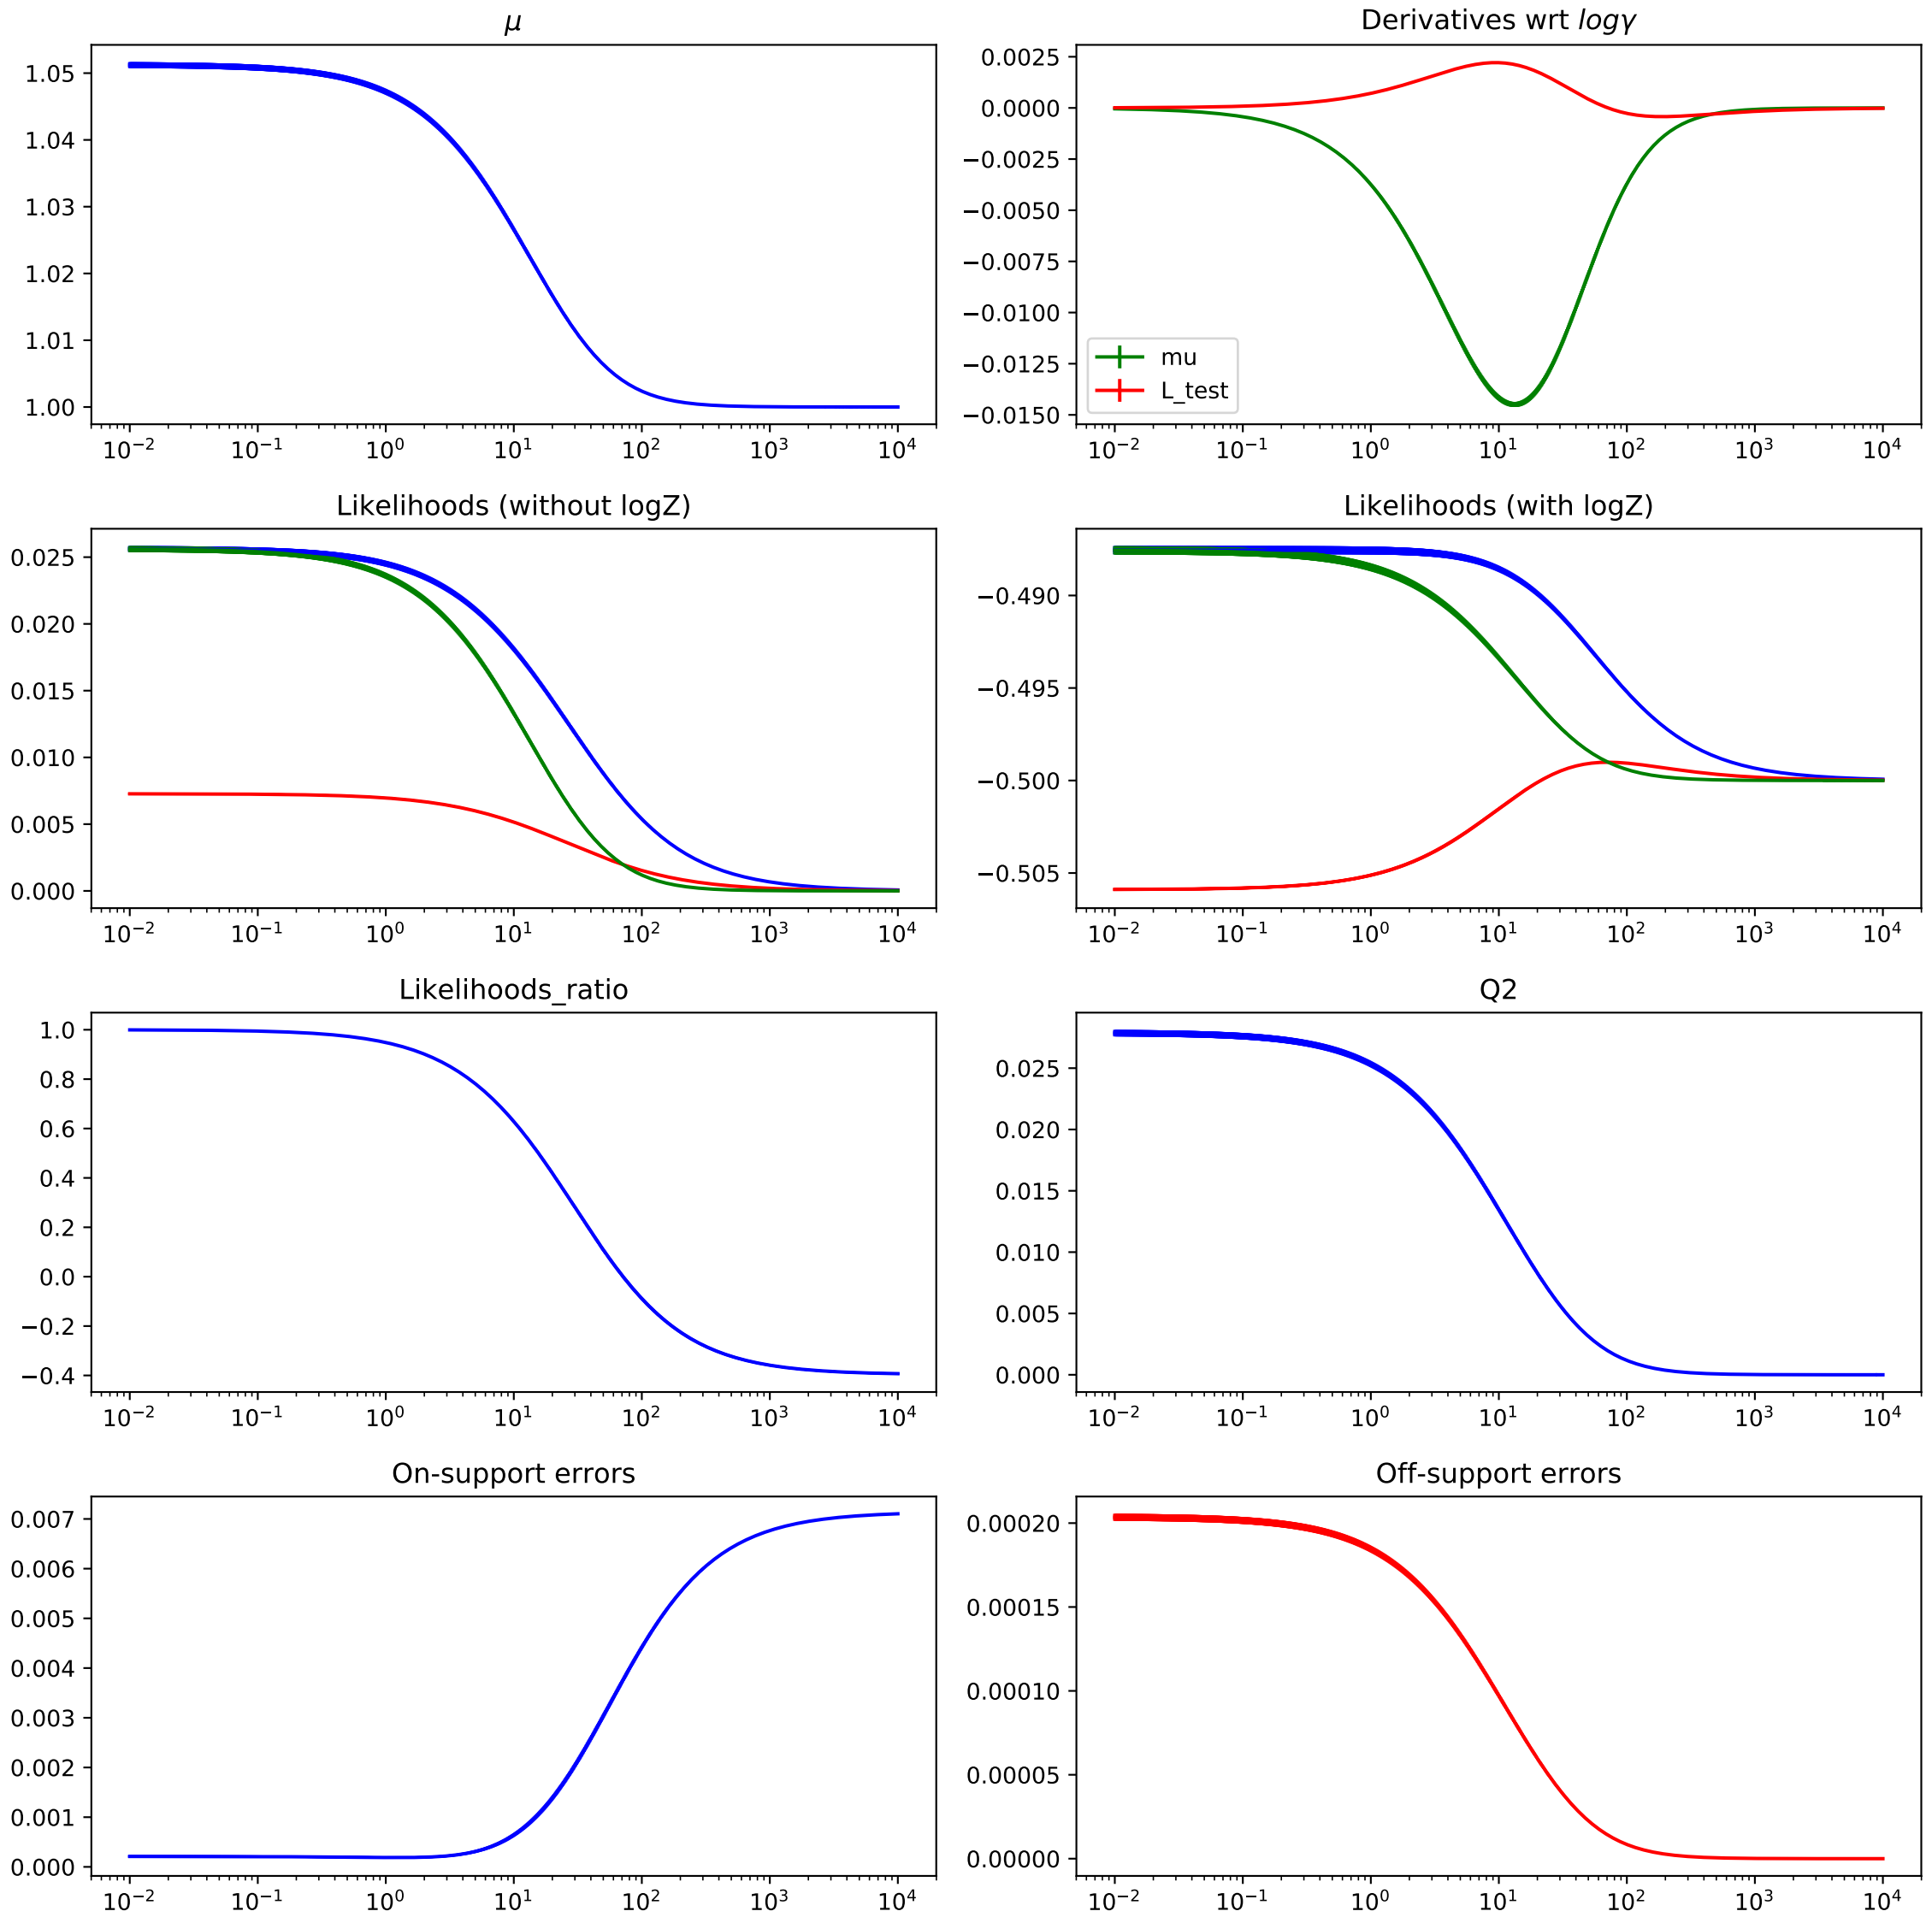 μ
1.05
1.04
1.03
1.02
1.01
1.00
10⁻² 10⁻¹ 10⁰ 10¹ 10² 10³ 10⁴
Derivatives wrt logγ
0.0025
0.0000
−0.0025
−0.0050
−0.0075
−0.0100
−0.0125
−0.0150
mu
L_test
10⁻² 10⁻¹ 10⁰ 10¹ 10² 10³ 10⁴
Likelihoods (without logZ)
0.025
0.020
0.015
0.010
0.005
0.000
10⁻² 10⁻¹ 10⁰ 10¹ 10² 10³ 10⁴
Likelihoods (with logZ)
−0.490
−0.495
−0.500
−0.505
10⁻² 10⁻¹ 10⁰ 10¹ 10² 10³ 10⁴
Likelihoods_ratio
1.0
0.8
0.6
0.4
0.2
0.0
−0.2
−0.4
10⁻² 10⁻¹ 10⁰ 10¹ 10² 10³ 10⁴
Q2
0.025
0.020
0.015
0.010
0.005
0.000
10⁻² 10⁻¹ 10⁰ 10¹ 10² 10³ 10⁴
On-support errors
0.007
0.006
0.005
0.004
0.003
0.002
0.001
0.000
10⁻² 10⁻¹ 10⁰ 10¹ 10² 10³ 10⁴
Off-support errors
0.00020
0.00015
0.00010
0.00005
0.00000
10⁻² 10⁻¹ 10⁰ 10¹ 10² 10³ 10⁴